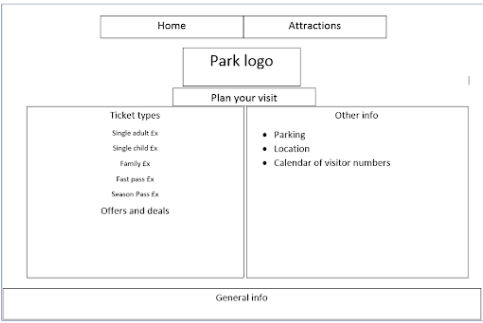 Home
Attractions
Park logo
Plan your visit
Ticket types
Single adult £x
Single child £x
Family £x
Fast pass £x
Season Pass £x
Offers and deals
Other info
• Parking
• Location
• Calendar of visitor numbers
General info